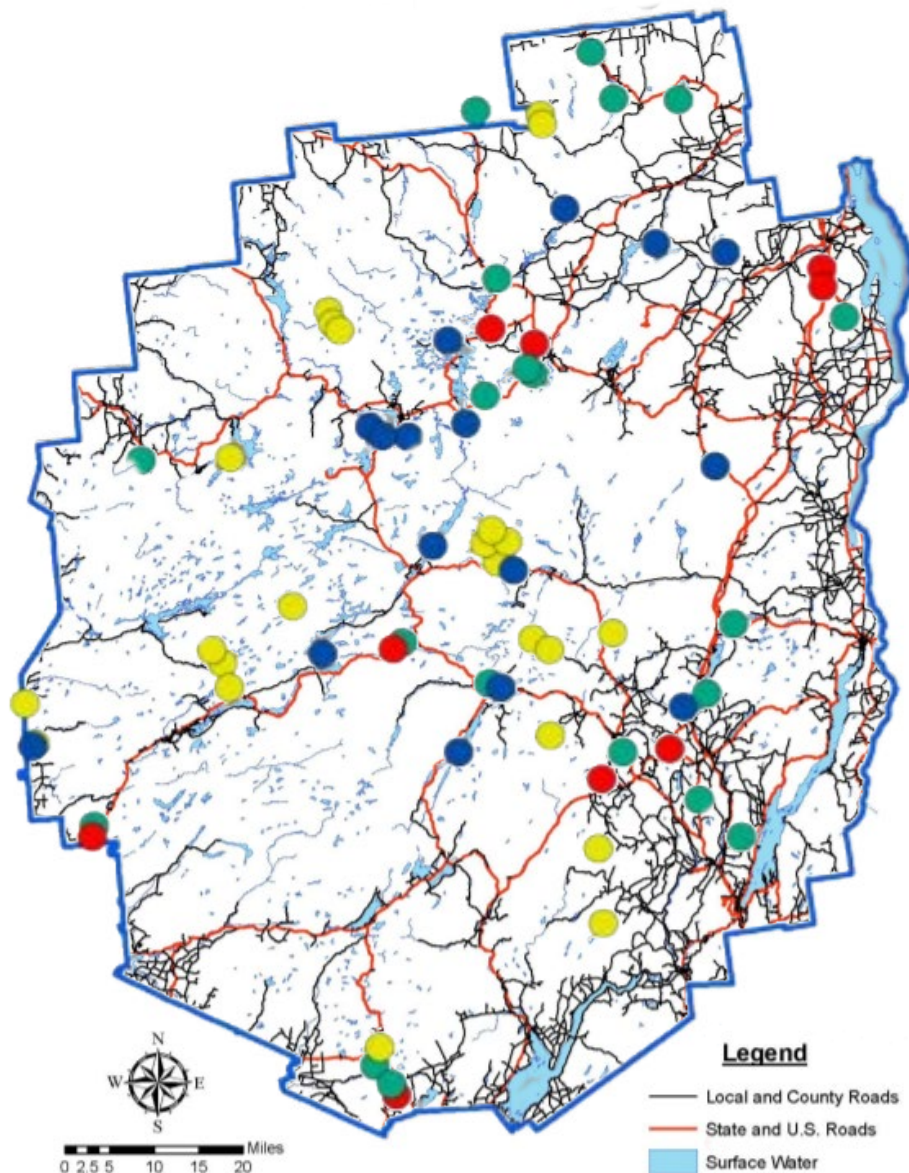 N
W E
S
Miles
0 2.5 5 10 15 20
Legend
Local and County Roads
State and U.S. Roads
Surface Water